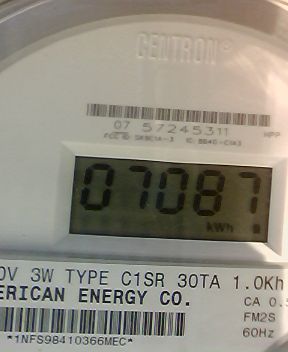 CENTRON®
07 57245311
07087
kWh
0V 3W TYPE C1SR 30TA 1.0Kh
ERICAN ENERGY CO.
CA 0.5
FM2S
60Hz
*1NFS98410366MEC*